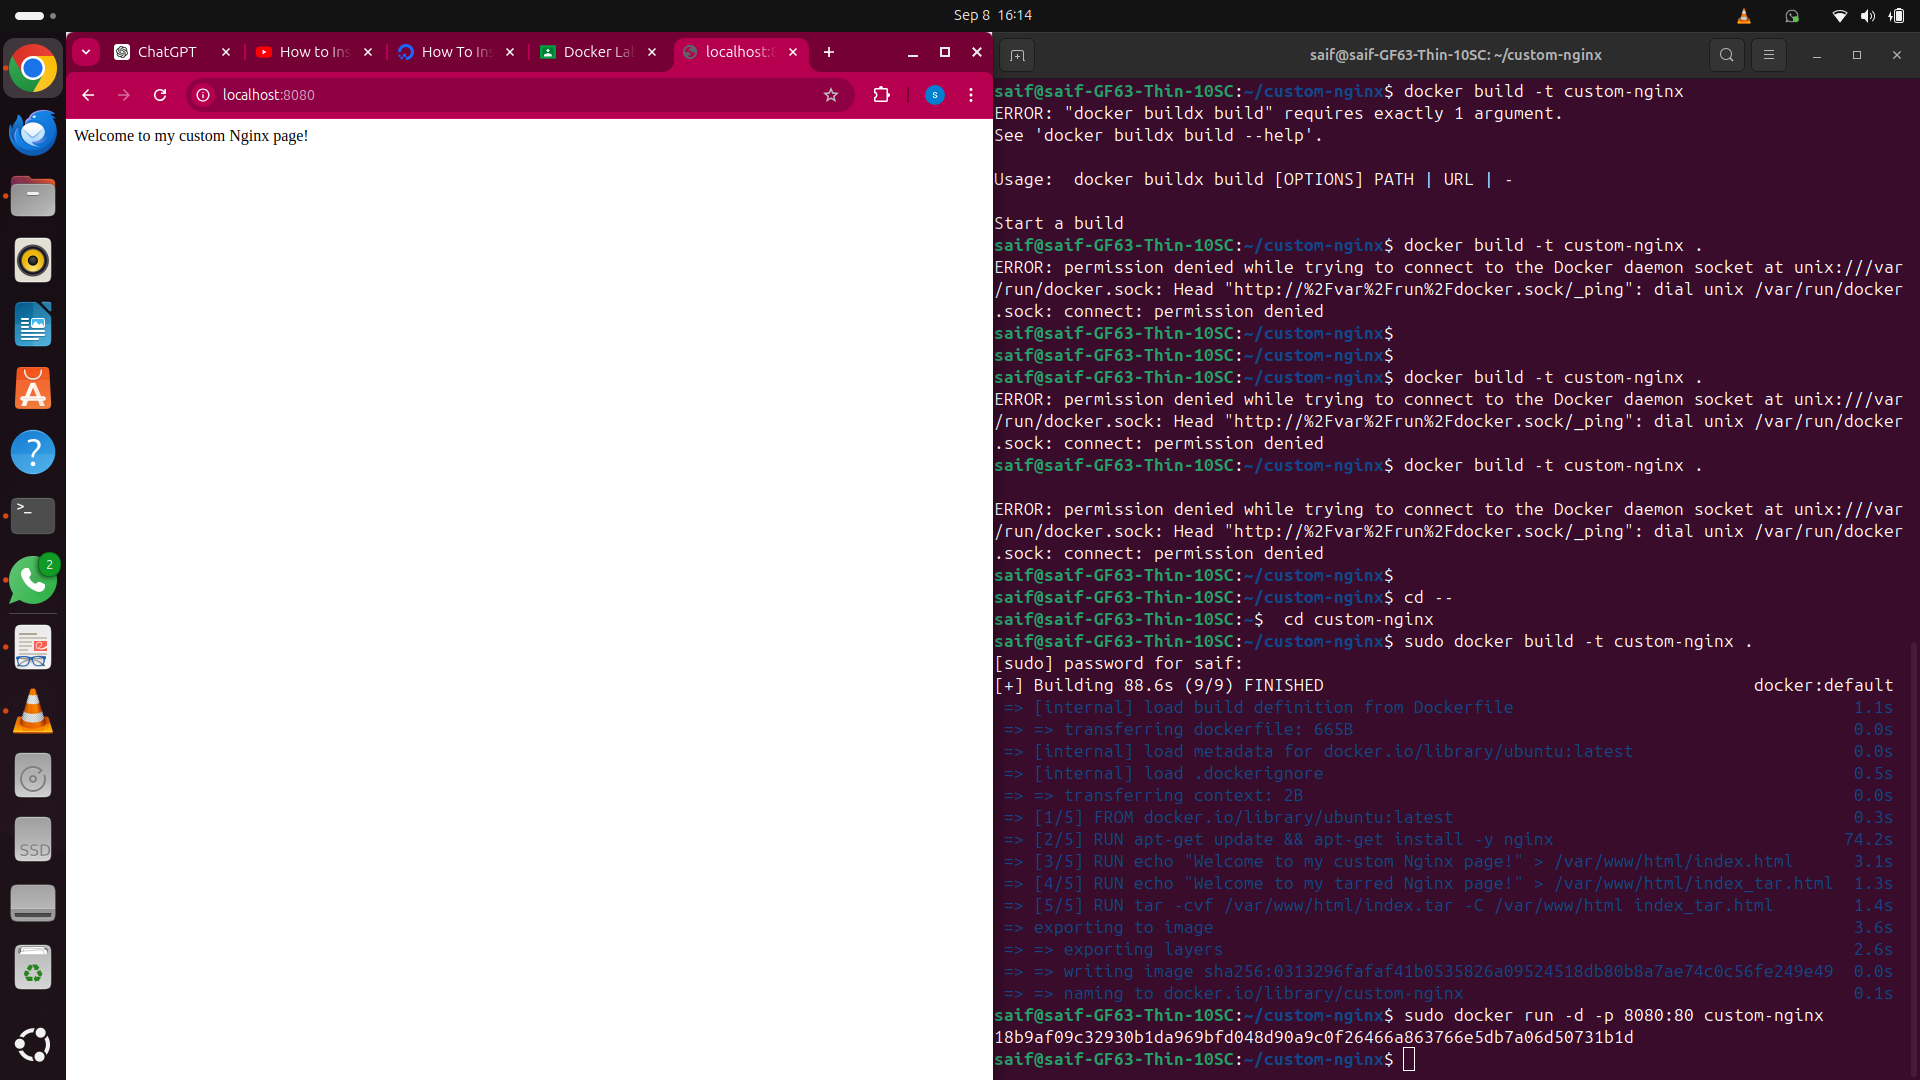 Sep 8 16:14
ChatGPT
How to Ins
How To Ins
Docker La
localhost:8
localhost:8080
S
Welcome to my custom Nginx page!
2
SSD
saif@saif-GF63-Thin-10SC: ~/custom-nginx
saif@saif-GF63-Thin-10SC:~/custom-nginx$ docker build -t custom-nginx
ERROR: "docker buildx build" requires exactly 1 argument.
See 'docker buildx build --help'.
Usage:  docker buildx build [OPTIONS] PATH | URL | -
Start a build
saif@saif-GF63-Thin-10SC:~/custom-nginx$ docker build -t custom-nginx .
ERROR: permission denied while trying to connect to the Docker daemon socket at unix:///var
/run/docker.sock: Head "http://%2Fvar%2Frun%2Fdocker.sock/_ping": dial unix /var/run/docker
.sock: connect: permission denied
saif@saif-GF63-Thin-10SC:~/custom-nginx$
saif@saif-GF63-Thin-10SC:~/custom-nginx$
saif@saif-GF63-Thin-10SC:~/custom-nginx$ docker build -t custom-nginx .
ERROR: permission denied while trying to connect to the Docker daemon socket at unix:///var
/run/docker.sock: Head "http://%2Fvar%2Frun%2Fdocker.sock/_ping": dial unix /var/run/docker
.sock: connect: permission denied
saif@saif-GF63-Thin-10SC:~/custom-nginx$ docker build -t custom-nginx .
ERROR: permission denied while trying to connect to the Docker daemon socket at unix:///var
/run/docker.sock: Head "http://%2Fvar%2Frun%2Fdocker.sock/_ping": dial unix /var/run/docker
.sock: connect: permission denied
saif@saif-GF63-Thin-10SC:~/custom-nginx$
saif@saif-GF63-Thin-10SC:~/custom-nginx$ cd --
saif@saif-GF63-Thin-10SC:~$  cd custom-nginx
saif@saif-GF63-Thin-10SC:~/custom-nginx$ sudo docker build -t custom-nginx .
[sudo] password for saif:
[+] Building 88.6s (9/9) FINISHED docker:default
=> [internal] load build definition from Dockerfile 1.1s
=> => transferring dockerfile: 665B 0.0s
=> [internal] load metadata for docker.io/library/ubuntu:latest 0.0s
=> [internal] load .dockerignore 0.5s
=> => transferring context: 2B 0.0s
=> [1/5] FROM docker.io/library/ubuntu:latest 0.3s
=> [2/5] RUN apt-get update && apt-get install -y nginx 74.2s
=> [3/5] RUN echo "Welcome to my custom Nginx page!" > /var/www/html/index.html 3.1s
=> [4/5] RUN echo "Welcome to my tarred Nginx page!" > /var/www/html/index_tar.html 1.3s
=> [5/5] RUN tar -cvf /var/www/html/index.tar -C /var/www/html index_tar.html 1.4s
=> exporting to image 3.6s
=> => exporting layers 2.6s
=> => writing image sha256:0313296fafaf41b0535826a09524518db80b8a7ae74c0c56fe249e49 0.0s
=> => naming to docker.io/library/custom-nginx 0.1s
saif@saif-GF63-Thin-10SC:~/custom-nginx$ sudo docker run -d -p 8080:80 custom-nginx
18b9af09c32930b1da969bfd048d90a9c0f26466a863766e5db7a06d50731b1d
saif@saif-GF63-Thin-10SC:~/custom-nginx$